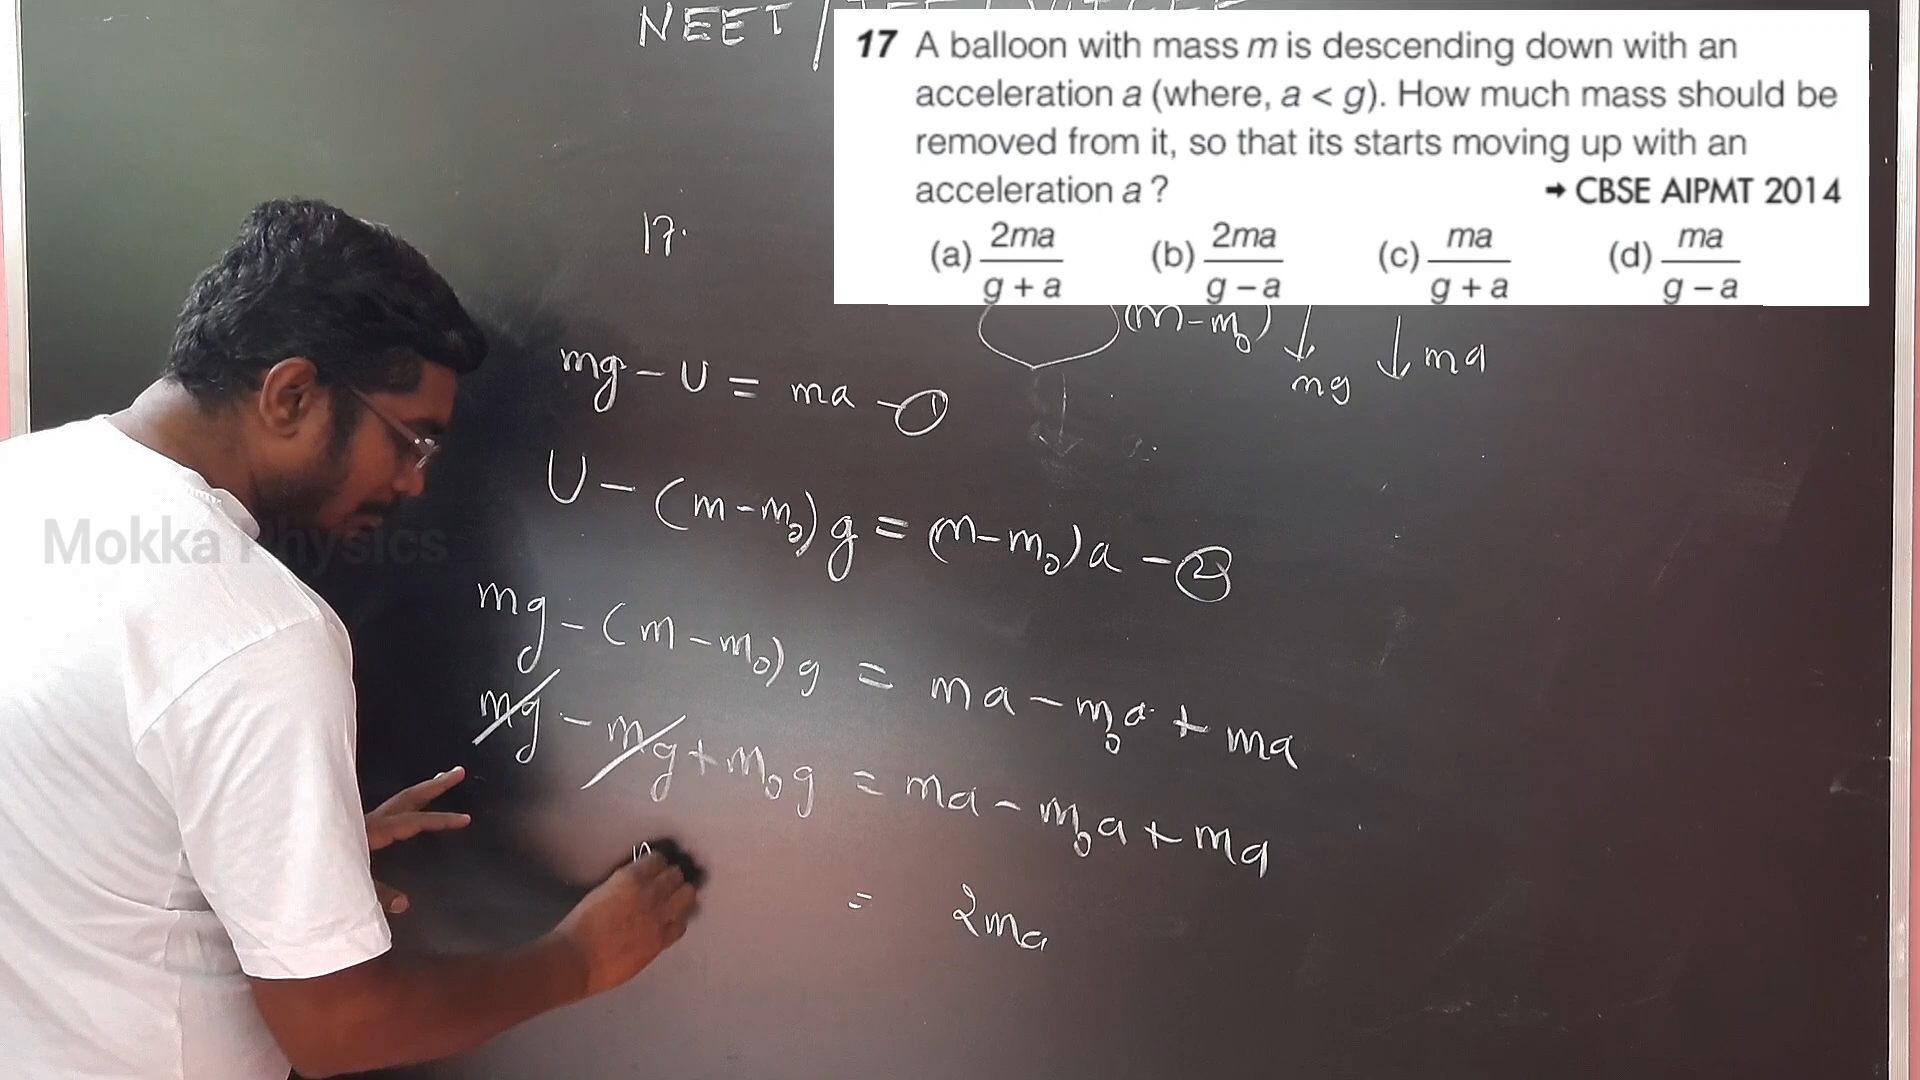 NEET /
17 A balloon with mass m is descending down with an
acceleration a (where, a < g). How much mass should be
removed from it, so that its starts moving up with an
acceleration a ? → CBSE AIPMT 2014
(a) 2ma / g + a (b) 2ma / g – a (c) ma / g + a (d) ma / g – a
17.
(m-m₀) mg ma
mg - U = ma - ①
U - (m-m₀)g = (m-m₀)a - ②
Mokka Physics
mg - (m - m₀)g = ma - m₀a + ma
mg - mg + m₀g = ma - m₀a + ma
= 2ma